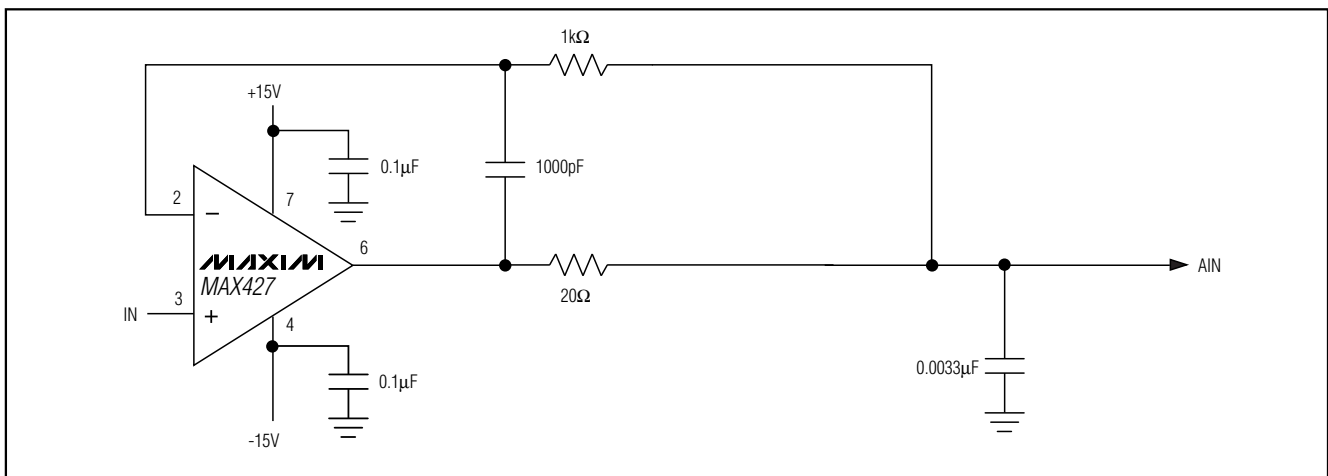 1kΩ
+15V
0.1µF
1000pF
2
7
−
MAXIM
MAX427
6
20Ω
AIN
IN
3
+
4
0.1µF
0.0033µF
-15V